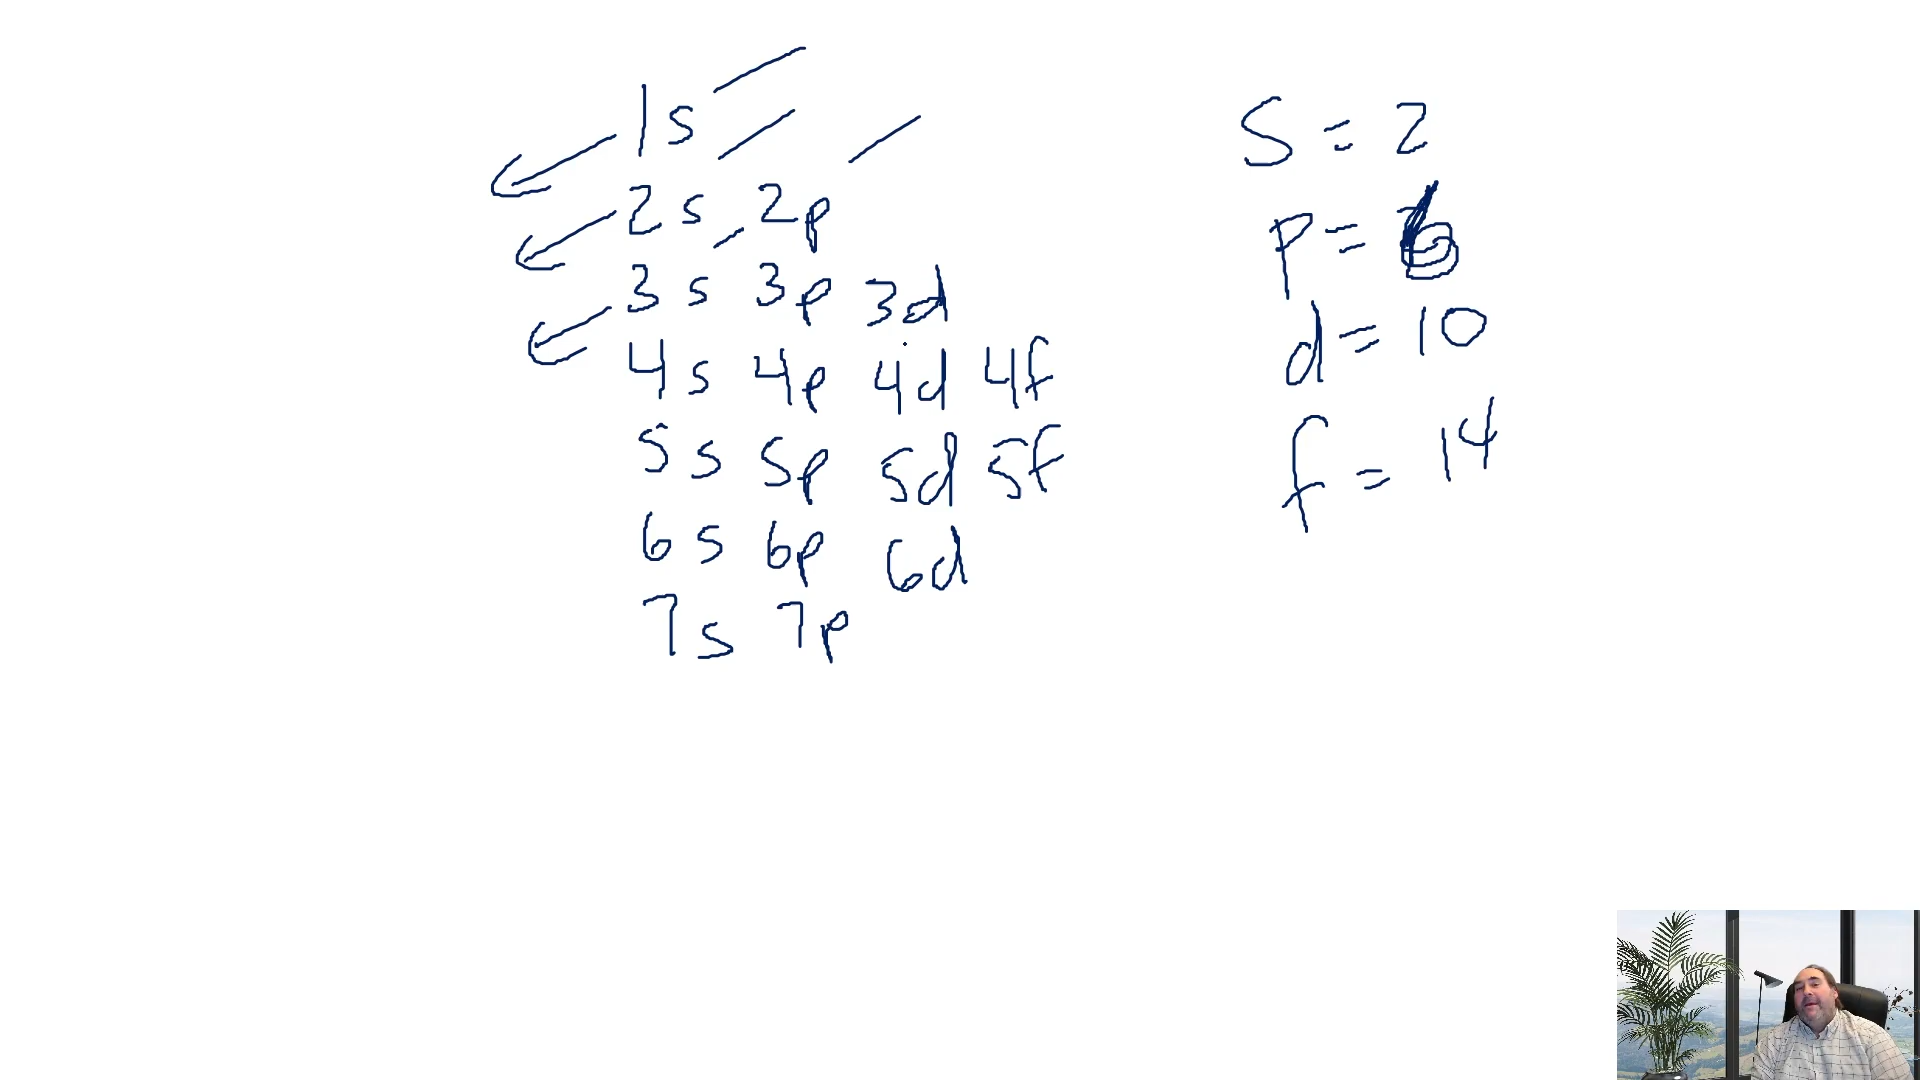 1s
2s 2p
3s 3p 3d
4s 4p 4d 4f
5s 5p 5d 5f
6s 6p 6d
7s 7p
S = 2
p = 6
d = 10
f = 14